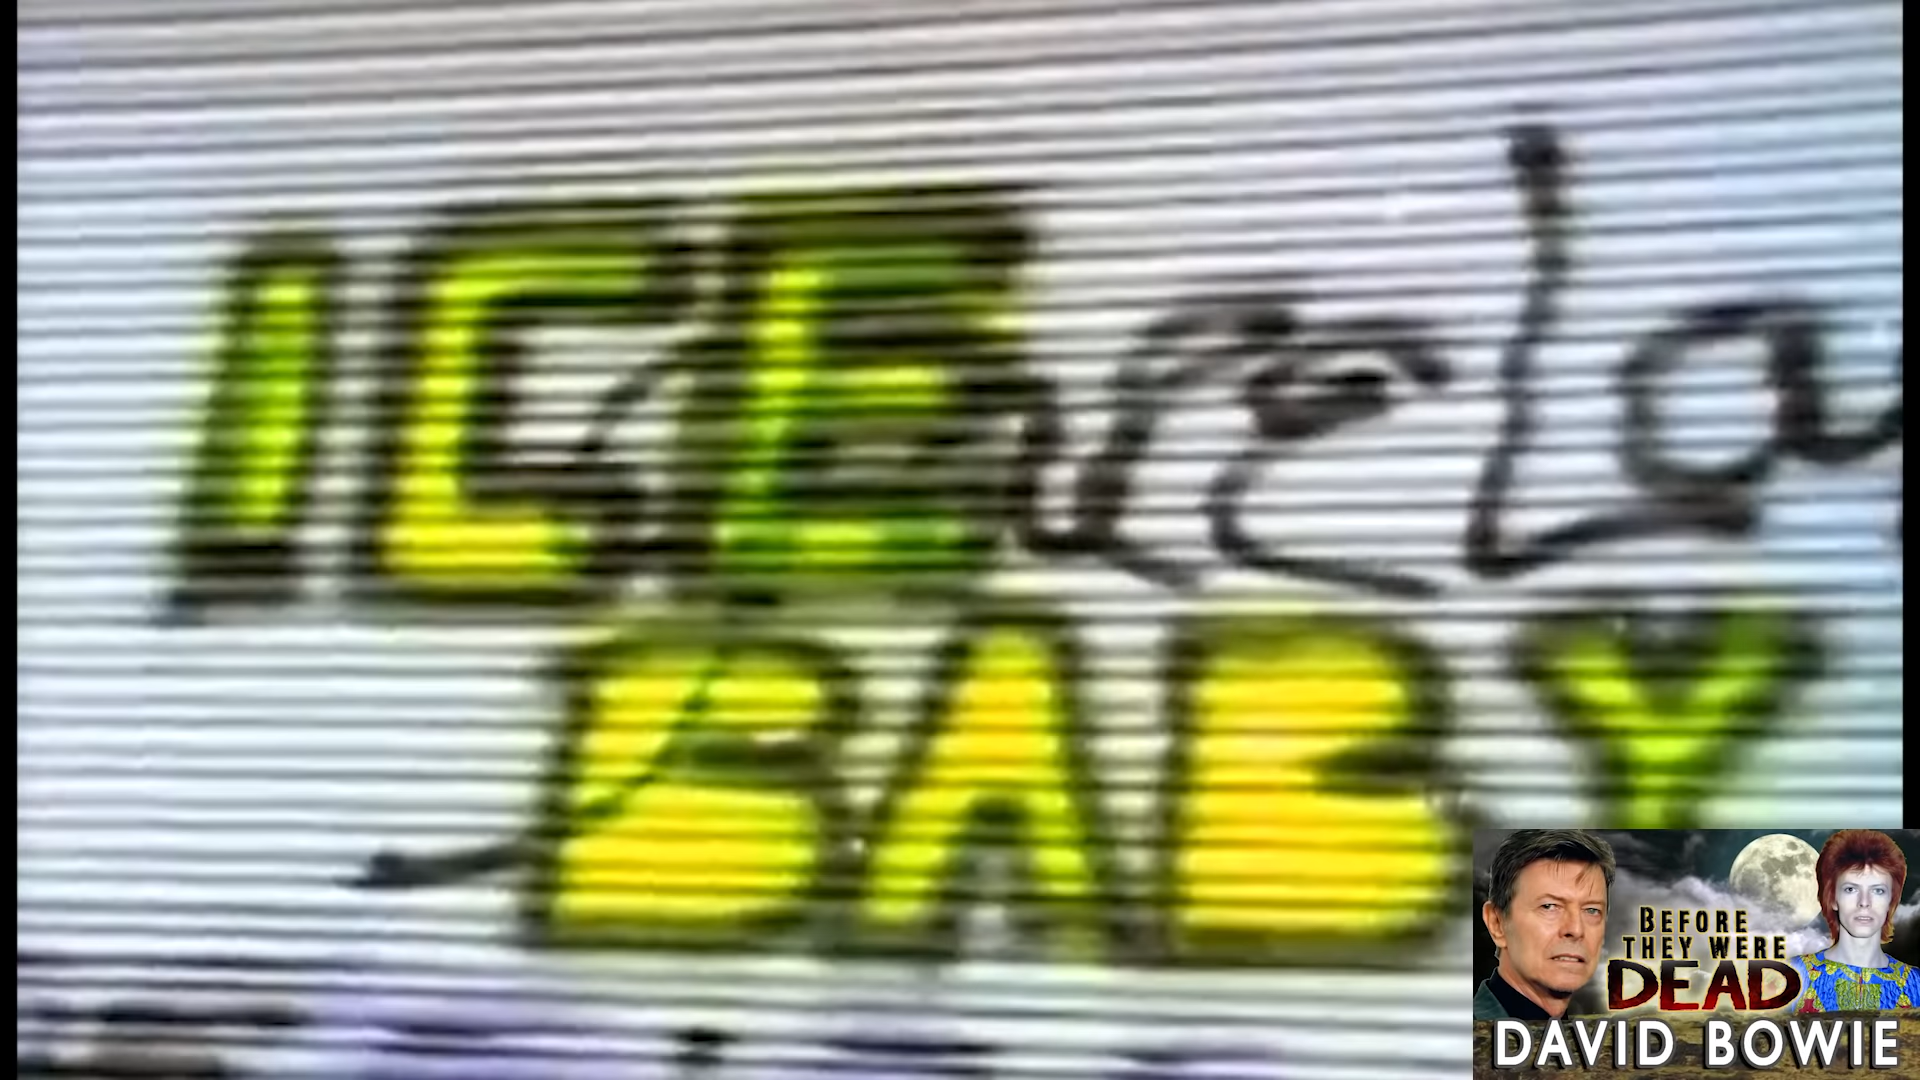 ICE
BABY
BEFORE
THEY WERE
DEAD
DAVID BOWIE